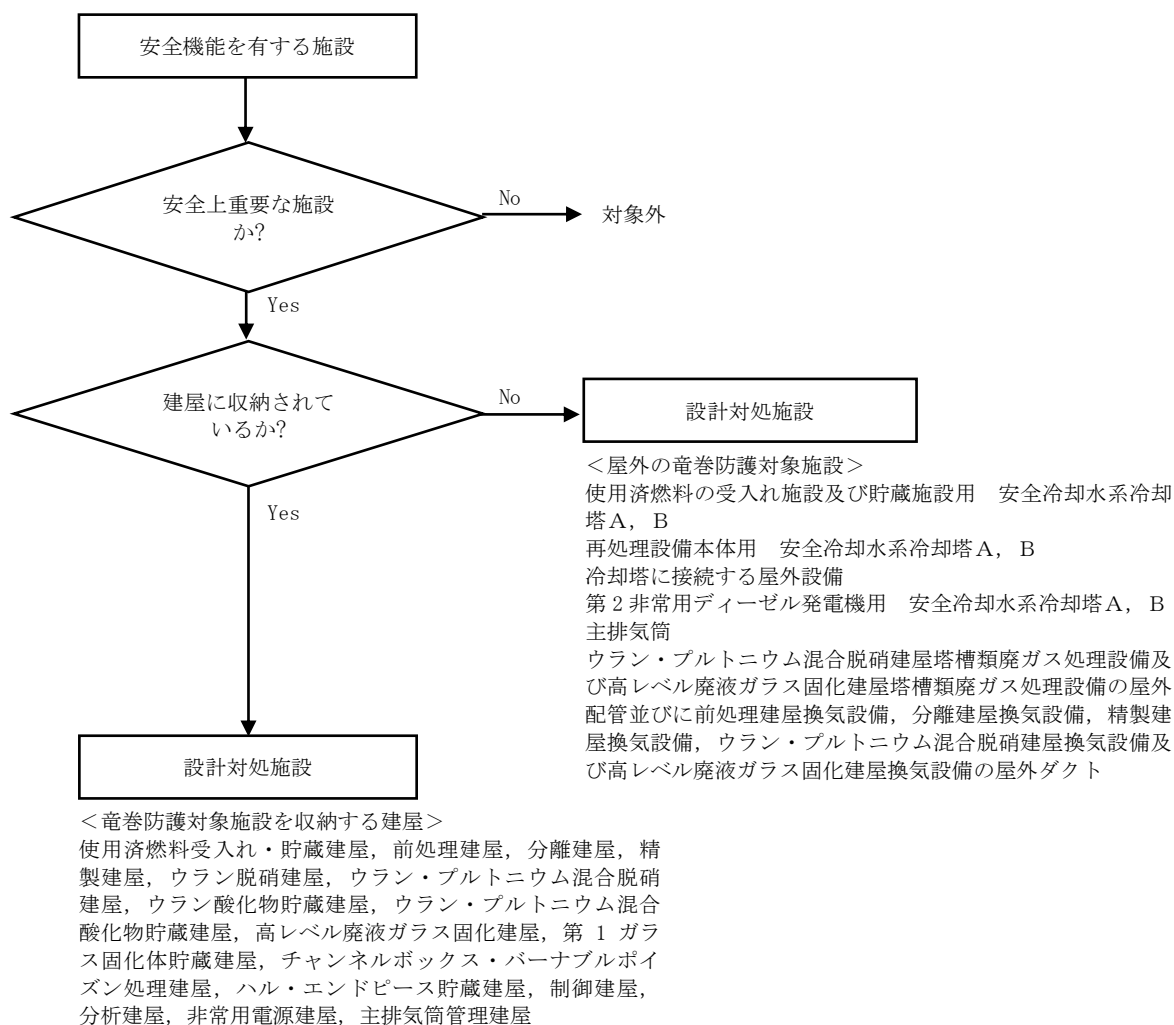 安全機能を有する施設
安全上重要な施設
か?
No
対象外
Yes
建屋に収納されて
いるか?
No
設計対処施設
＜屋外の竜巻防護対象施設＞
使用済燃料の受入れ施設及び貯蔵施設用　安全冷却水系冷却
塔Ａ，Ｂ
再処理設備本体用　安全冷却水系冷却塔Ａ，Ｂ
冷却塔に接続する屋外設備
第２非常用ディーゼル発電機用　安全冷却水系冷却塔Ａ，Ｂ
主排気筒
ウラン・プルトニウム混合脱硝建屋塔槽類廃ガス処理設備及
び高レベル廃液ガラス固化建屋塔槽類廃ガス処理設備の屋外
配管並びに前処理建屋換気設備，分離建屋換気設備，精製建
屋換気設備，ウラン・プルトニウム混合脱硝建屋換気設備及
び高レベル廃液ガラス固化建屋換気設備の屋外ダクト
Yes
設計対処施設
＜竜巻防護対象施設を収納する建屋＞
使用済燃料受入れ・貯蔵建屋，前処理建屋，分離建屋，精
製建屋，ウラン脱硝建屋，ウラン・プルトニウム混合脱硝
建屋，ウラン酸化物貯蔵建屋，ウラン・プルトニウム混合
酸化物貯蔵建屋，高レベル廃液ガラス固化建屋，第 1 ガラ
ス固化体貯蔵建屋，チャンネルボックス・バーナブルポイ
ズン処理建屋，ハル・エンドピース貯蔵建屋，制御建屋，
分析建屋，非常用電源建屋，主排気筒管理建屋